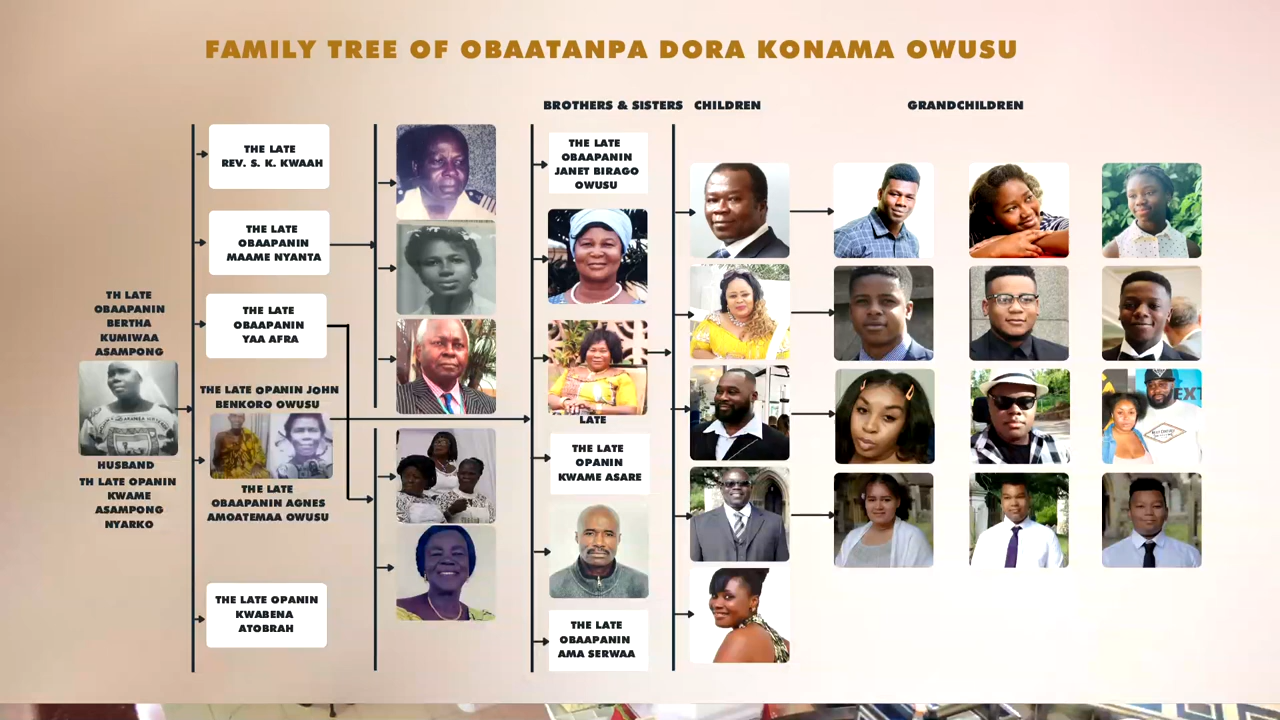 FAMILY TREE OF OBAATANPA DORA KONAMA OWUSU
BROTHERS & SISTERS
CHILDREN
GRANDCHILDREN
TH LATE
OBAAPANIN
BERTHA
KUMIWAA
ASAMPONG
HUSBAND
TH LATE OPANIN
KWAME
ASAMPONG
NYARKO
THE LATE
REV. S. K. KWAAH
THE LATE
OBAAPANIN
MAAME NYANTA
THE LATE
OBAAPANIN
YAA AFRA
THE LATE OPANIN JOHN
BENKORO OWUSU
THE LATE
OBAAPANIN AGNES
AMOATEMAA OWUSU
THE LATE OPANIN
KWABENA
ATOBRAH
THE LATE
OBAAPANIN
JANET BIRAGO
OWUSU
LATE
THE LATE
OPANIN
KWAME ASARE
THE LATE
OBAAPANIN
AMA SERWAA